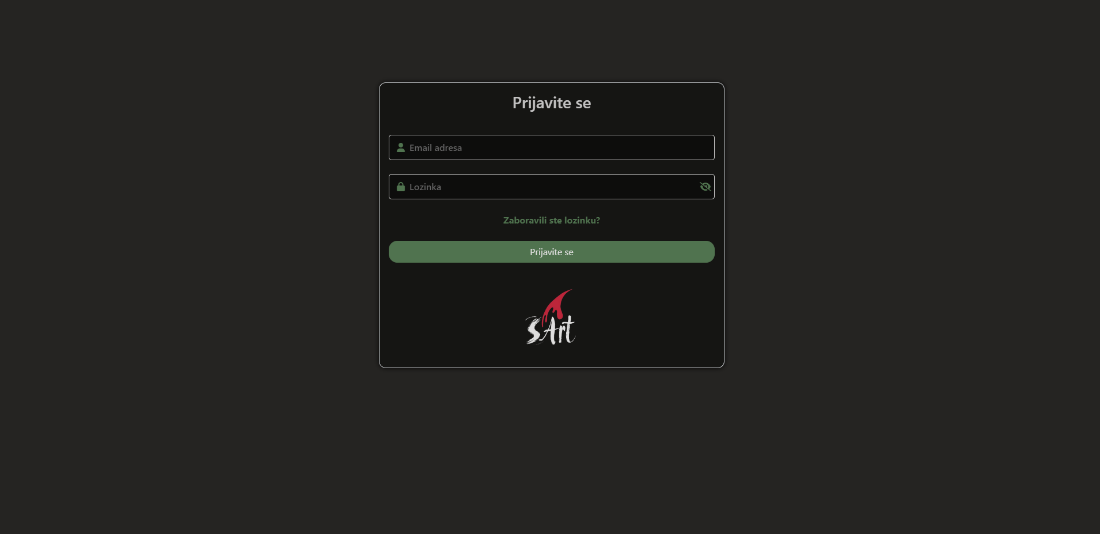 Prijavite se
Email adresa
Lozinka
Zaboravili ste lozinku?
Prijavite se
SArt